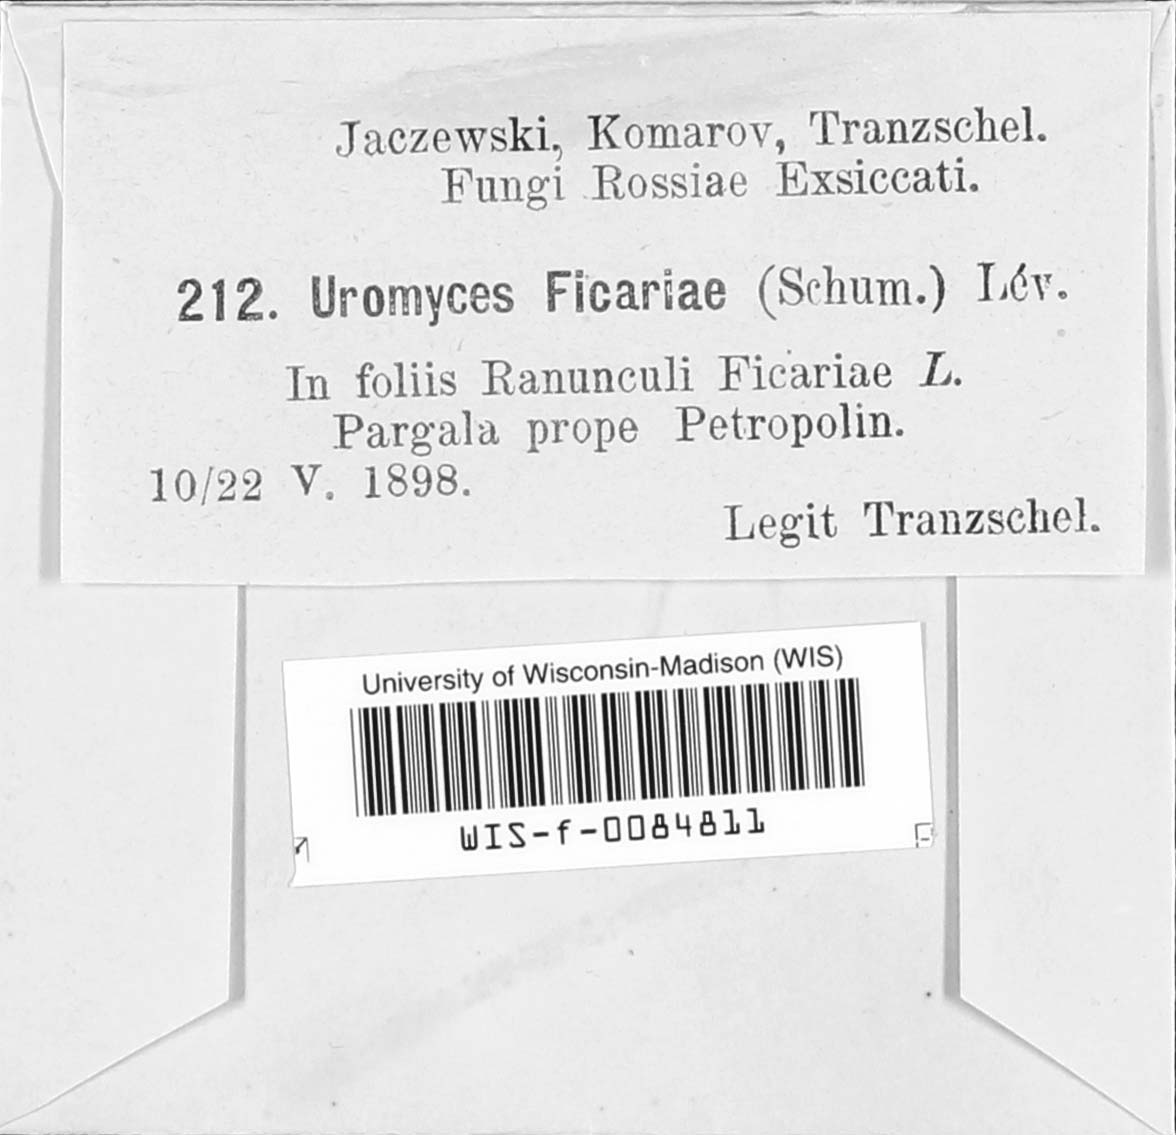 Jaczewski, Komarov, Tranzschel.
Fungi Rossiae Exsiccati.
212. Uromyces Ficariae (Schum.) Lév.
In foliis Ranunculi Ficariae L.
Pargala prope Petropolin.
10/22 V. 1898.
Legit Tranzschel.
University of Wisconsin-Madison (WIS)
WIS-f-0084811